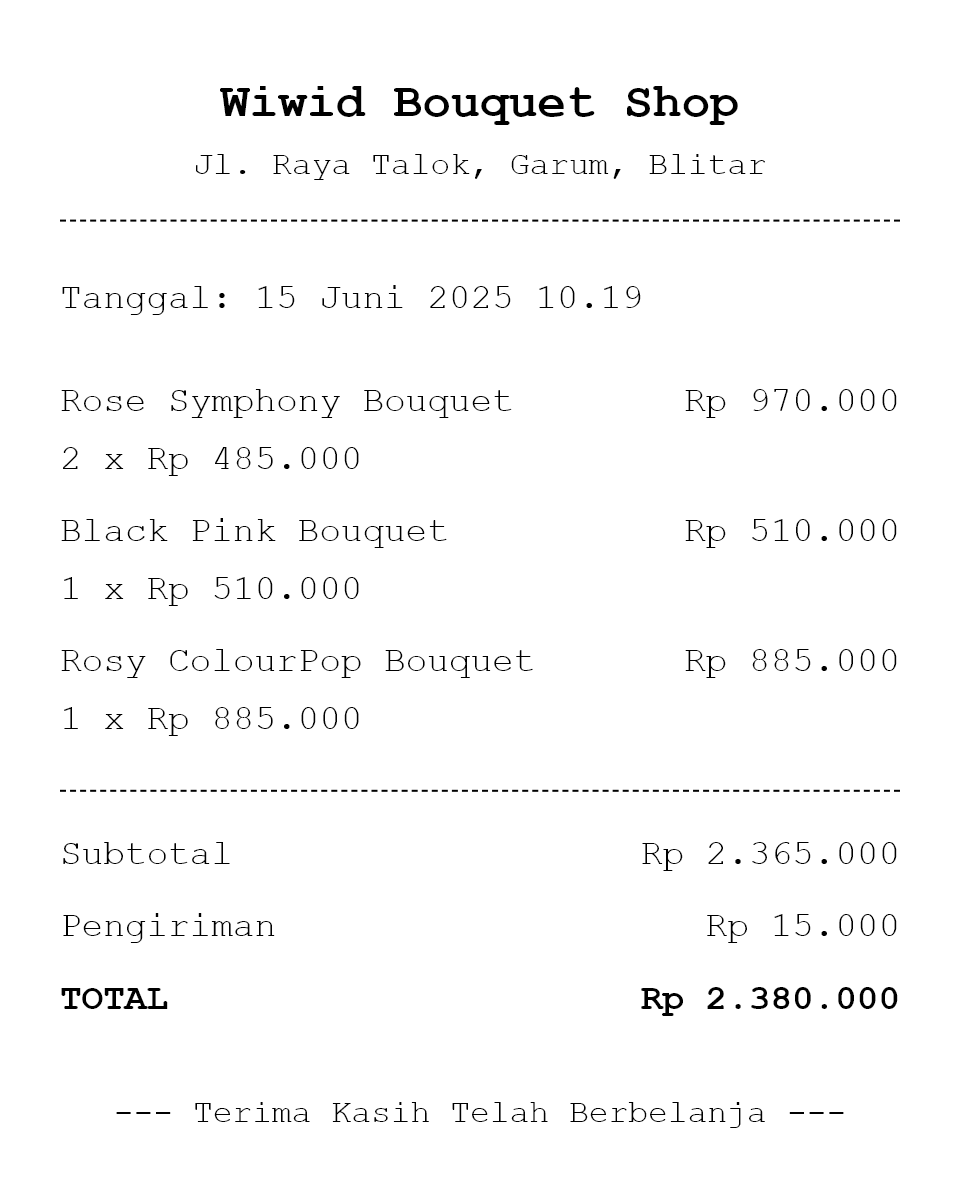 Wiwid Bouquet Shop
Jl. Raya Talok, Garum, Blitar
Tanggal: 15 Juni 2025 10.19
Rose Symphony Bouquet Rp 970.000
2 x Rp 485.000
Black Pink Bouquet Rp 510.000
1 x Rp 510.000
Rosy ColourPop Bouquet Rp 885.000
1 x Rp 885.000
Subtotal Rp 2.365.000
Pengiriman Rp 15.000
TOTAL Rp 2.380.000
--- Terima Kasih Telah Berbelanja ---